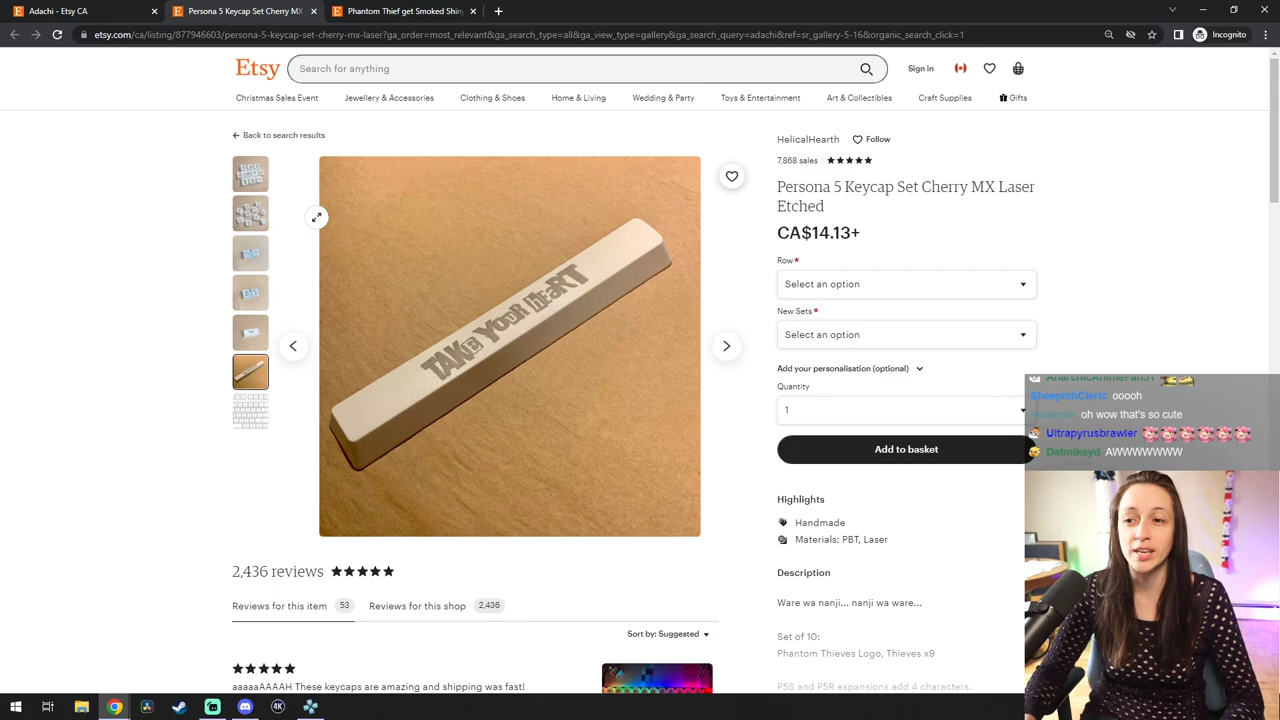 Adachi - Etsy CA
Persona 5 Keycap Set Cherry MX
Phantom Thief get Smoked Shin
etsy.com/ca/listing/877946603/persona-5-keycap-set-cherry-mx-laser?ga_order=most_relevant&ga_search_type=all&ga_view_type=gallery&ga_search_query=adachi&ref=sr_gallery-5-16&organic_search_click=1
Incognito
Etsy
Search for anything
Sign in
Christmas Sales Event
Jewellery & Accessories
Clothing & Shoes
Home & Living
Wedding & Party
Toys & Entertainment
Art & Collectibles
Craft Supplies
Gifts
Back to search results
TAKE YOUR HEART
HelicalHearth
Follow
7,868 sales
Persona 5 Keycap Set Cherry MX Laser
Etched
CA$14.13+
Row*
Select an option
New Sets*
Select an option
Add your personalisation (optional)
Quantity
1
Add to basket
Highlights
Handmade
Materials: PBT, Laser
Description
Ware wa nanji... nanji wa ware...
Set of 10:
Phantom Thieves Logo, Thieves x9
P5S and P5R expansions add 4 characters.
SheepishCleric ooooh
oh wow that's so cute
Ultrapyrusbrawler
Datmikeyd AWWWWWWW
2,436 reviews
Reviews for this item 53
Reviews for this shop 2,436
Sort by: Suggested
aaaaaAAAAH These keycaps are amazing and shipping was fast!